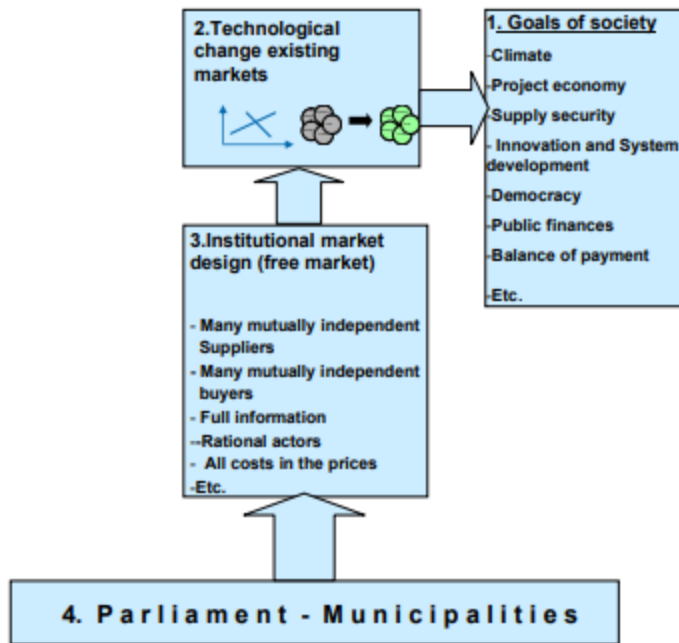 2.Technological
change existing
markets
1. Goals of society
-Climate
-Project economy
-Supply security
- Innovation and System
development
-Democracy
-Public finances
-Balance of payment
-Etc.
3.Institutional market
design (free market)
- Many mutually independent
Suppliers
- Many mutually independent
buyers
- Full information
--Rational actors
- All costs in the prices
-Etc.
4. Parliament - Municipalities